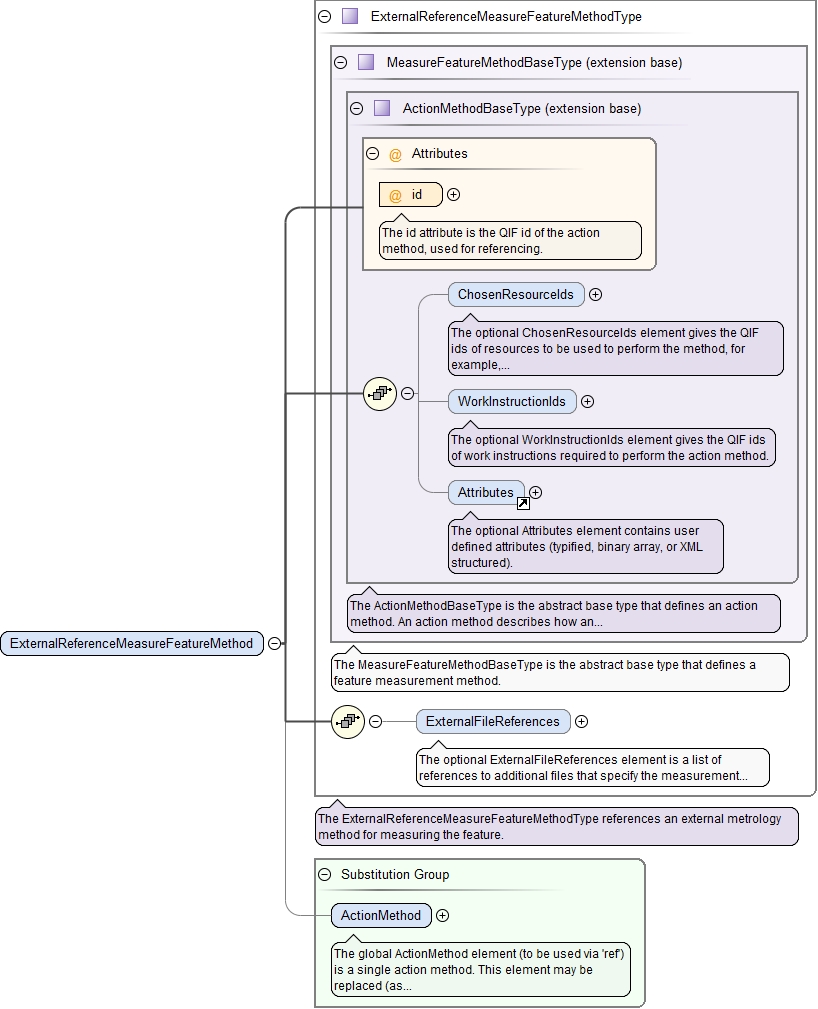 ExternalReferenceMeasureFeatureMethodType
MeasureFeatureMethodBaseType (extension base)
ActionMethodBaseType (extension base)
@ Attributes
@ id
The id attribute is the QIF id of the action
method, used for referencing.
ChosenResourceIds
The optional ChosenResourceIds element gives the QIF
ids of resources to be used to perform the method, for
example,...
WorkInstructionIds
The optional WorkInstructionIds element gives the QIF ids
of work instructions required to perform the action method.
Attributes
The optional Attributes element contains user
defined attributes (typified, binary array, or XML
structured).
The ActionMethodBaseType is the abstract base type that defines an action
method. An action method describes how an...
ExternalReferenceMeasureFeatureMethod
The MeasureFeatureMethodBaseType is the abstract base type that defines a
feature measurement method.
ExternalFileReferences
The optional ExternalFileReferences element is a list of
references to additional files that specify the measurement...
The ExternalReferenceMeasureFeatureMethodType references an external metrology
method for measuring the feature.
Substitution Group
ActionMethod
The global ActionMethod element (to be used via 'ref')
is a single action method. This element may be
replaced (as...